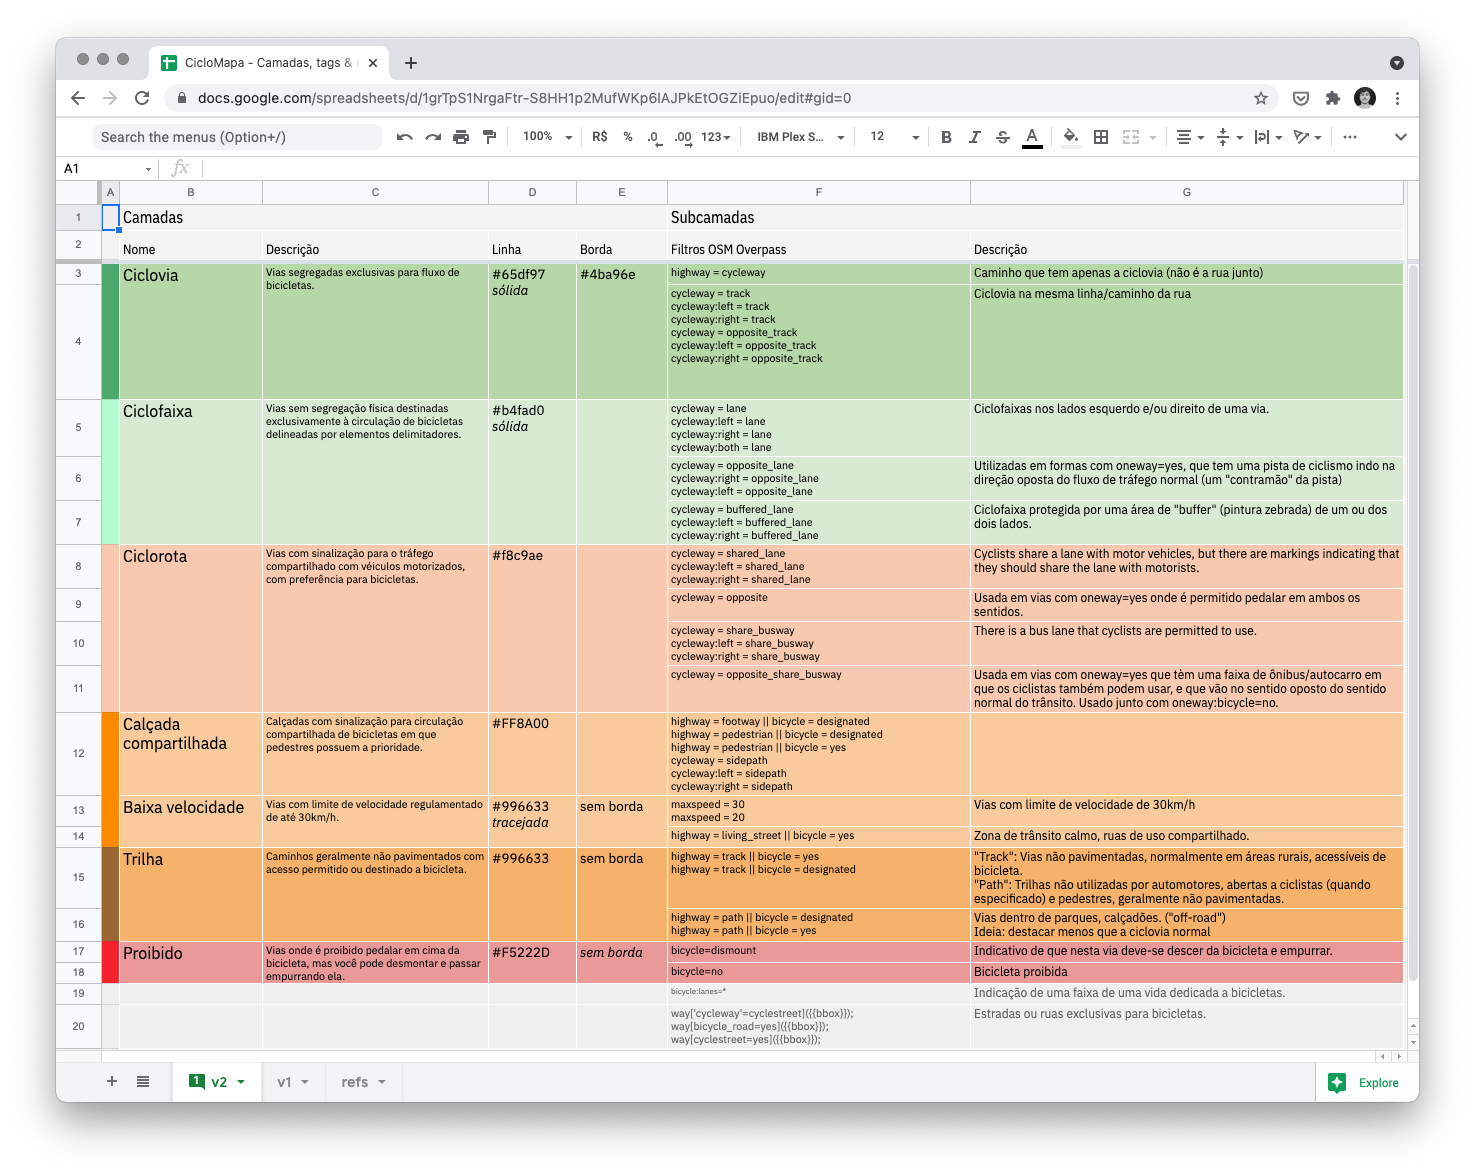 CicloMapa - Camadas, tags &
docs.google.com/spreadsheets/d/1grTpS1NrgaFtr-S8HH1p2MufWKp6lAJPkEtOGZiEpuo/edit#gid=0
Search the menus (Option+/)
100%
R$ % .0 .00 123
IBM Plex S...
12
B I S A
A1
fx
A B C D E F G
1 Camadas Subcamadas
2 Nome Descrição Linha Borda Filtros OSM Overpass Descrição
3
Ciclovia
Vias segregadas exclusivas para fluxo de
bicicletas.
#65df97
sólida
#4ba96e
highway = cycleway
Caminho que tem apenas a ciclovia (não é a rua junto)
4
cycleway = track
cycleway:left = track
cycleway:right = track
cycleway = opposite_track
cycleway:left = opposite_track
cycleway:right = opposite_track
Ciclovia na mesma linha/caminho da rua
5
Ciclofaixa
Vias sem segregação física destinadas
exclusivamente à circulação de bicicletas
delineadas por elementos delimitadores.
#b4fad0
sólida
cycleway = lane
cycleway:left = lane
cycleway:right = lane
cycleway:both = lane
Ciclofaixas nos lados esquerdo e/ou direito de uma via.
6
cycleway = opposite_lane
cycleway:right = opposite_lane
cycleway:left = opposite_lane
Utilizadas em formas com oneway=yes, que tem uma pista de ciclismo indo na
direção oposta do fluxo de tráfego normal (um "contramão" da pista)
7
cycleway = buffered_lane
cycleway:left = buffered_lane
cycleway:right = buffered_lane
Ciclofaixa protegida por uma área de "buffer" (pintura zebrada) de um ou dos
dois lados.
8
Ciclorota
Vias com sinalização para o tráfego
compartilhado com véiculos motorizados,
com preferência para bicicletas.
#f8c9ae
cycleway = shared_lane
cycleway:left = shared_lane
cycleway:right = shared_lane
Cyclists share a lane with motor vehicles, but there are markings indicating that
they should share the lane with motorists.
9
cycleway = opposite
Usada em vias com oneway=yes onde é permitido pedalar em ambos os
sentidos.
10
cycleway = share_busway
cycleway:left = share_busway
cycleway:right = share_busway
There is a bus lane that cyclists are permitted to use.
11
cycleway = opposite_share_busway
Usada em vias com oneway=yes que tèm uma faixa de ônibus/autocarro em
que os ciclistas também podem usar, e que vão no sentido oposto do sentido
normal do trânsito. Usado junto com oneway:bicycle=no.
12
Calçada
compartilhada
Calçadas com sinalização para circulação
compartilhada de bicicletas em que
pedestres possuem a prioridade.
#FF8A00
highway = footway || bicycle = designated
highway = pedestrian || bicycle = designated
highway = pedestrian || bicycle = yes
cycleway = sidepath
cycleway:left = sidepath
cycleway:right = sidepath
13
Baixa velocidade
Vias com limite de velocidade regulamentado
de até 30km/h.
#996633
tracejada
sem borda
maxspeed = 30
maxspeed = 20
Vias com limite de velocidade de 30km/h
14
highway = living_street || bicycle = yes
Zona de trânsito calmo, ruas de uso compartilhado.
15
Trilha
Caminhos geralmente não pavimentados com
acesso permitido ou destinado a bicicleta.
#996633
sem borda
highway = track || bicycle = yes
highway = track || bicycle = designated
"Track": Vias não pavimentadas, normalmente em áreas rurais, acessíveis de
bicicleta.
"Path": Trilhas não utilizadas por automotores, abertas a ciclistas (quando
especificado) e pedestres, geralmente não pavimentadas.
16
highway = path || bicycle = designated
highway = path || bicycle = yes
Vias dentro de parques, calçadões. ("off-road")
Ideia: destacar menos que a ciclovia normal
17
Proibido
Vias onde é proibido pedalar em cima da
bicicleta, mas você pode desmontar e passar
empurrando ela.
#F5222D
sem borda
bicycle=dismount
Indicativo de que nesta via deve-se descer da bicicleta e empurrar.
18
bicycle=no
Bicicleta proibida
19
bicycle:lanes=*
Indicação de uma faixa de uma vida dedicada a bicicletas.
20
way['cycleway'=cyclestreet]({{bbox}});
way[bicycle_road=yes]({{bbox}});
way[cyclestreet=yes]({{bbox}});
Estradas ou ruas exclusivas para bicicletas.
1 v2
v1
refs
Explore